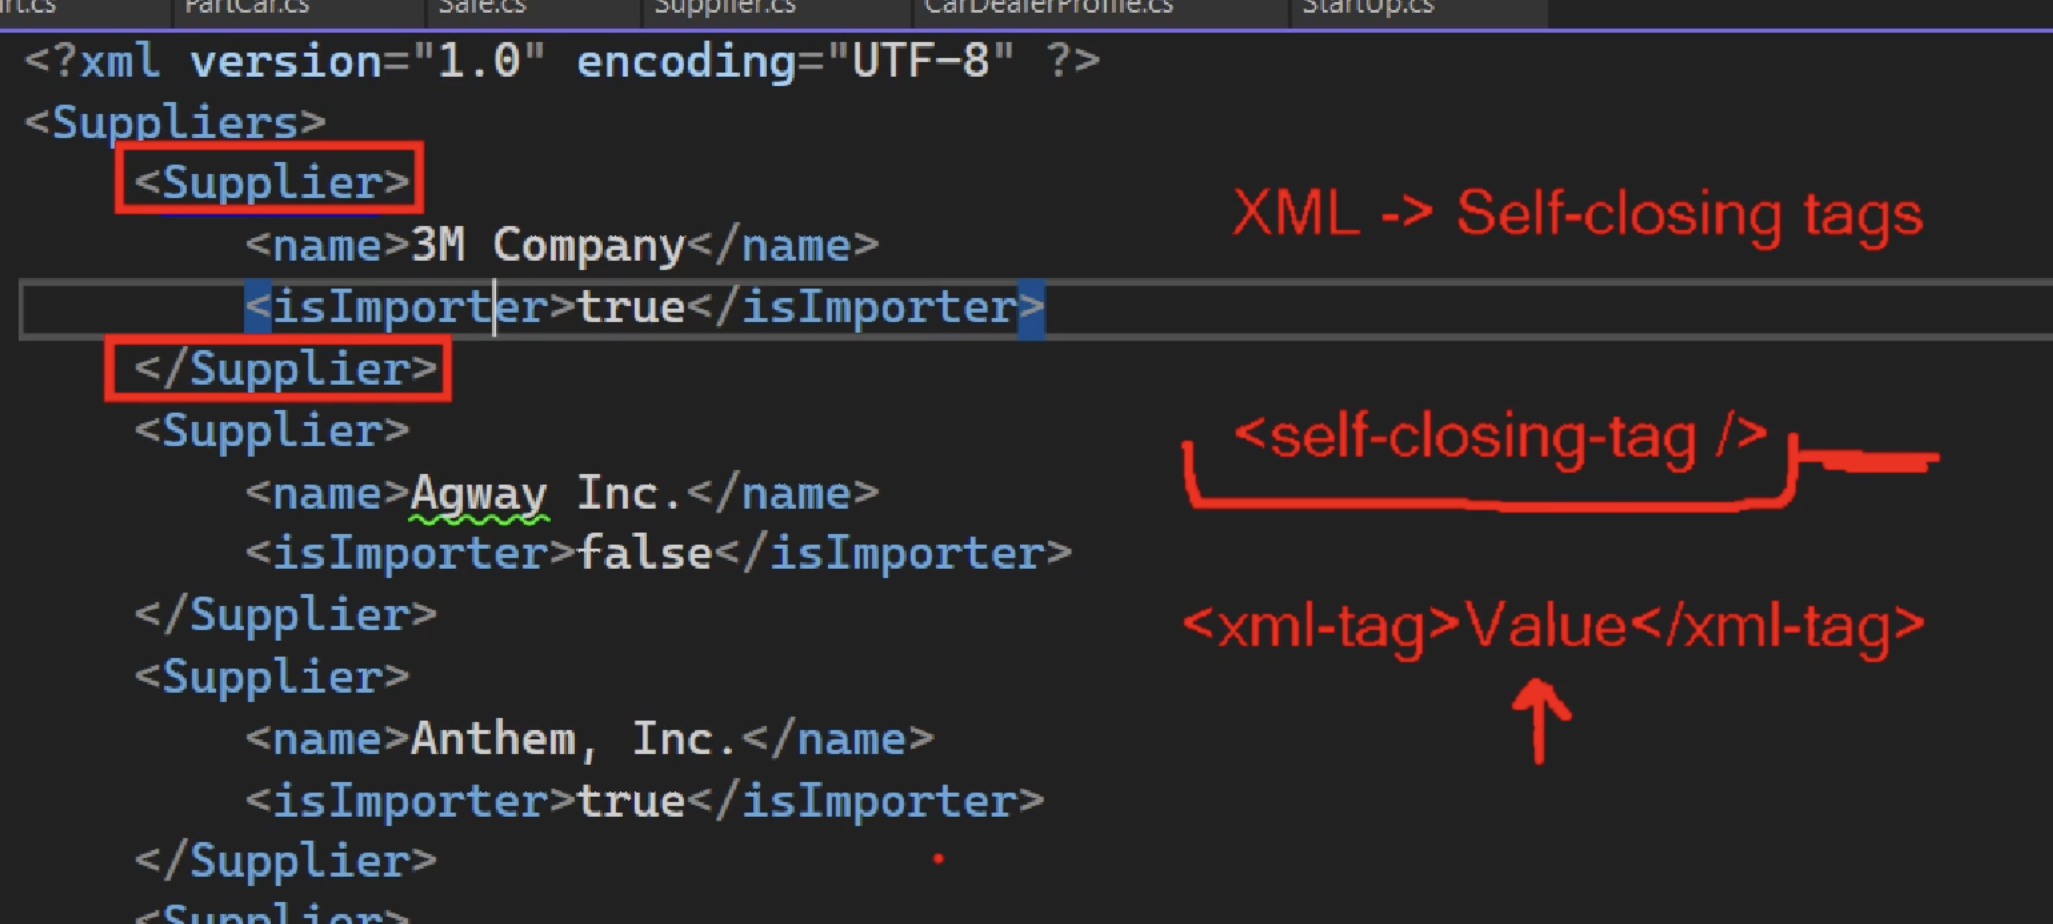 rt.cs PartCar.cs Sale.cs Supplier.cs CarDealerProfile.cs StartUp.cs
<?xml version="1.0" encoding="UTF-8" ?>
<Suppliers>
<Supplier>
<name>3M Company</name>
XML -> Self-closing tags
<isImporter>true</isImporter>
</Supplier>
<Supplier>
<self-closing-tag />
<name>Agway Inc.</name>
<isImporter>false</isImporter>
</Supplier>
<xml-tag>Value</xml-tag>
<Supplier>
<name>Anthem, Inc.</name>
<isImporter>true</isImporter>
</Supplier>
<Supplier>